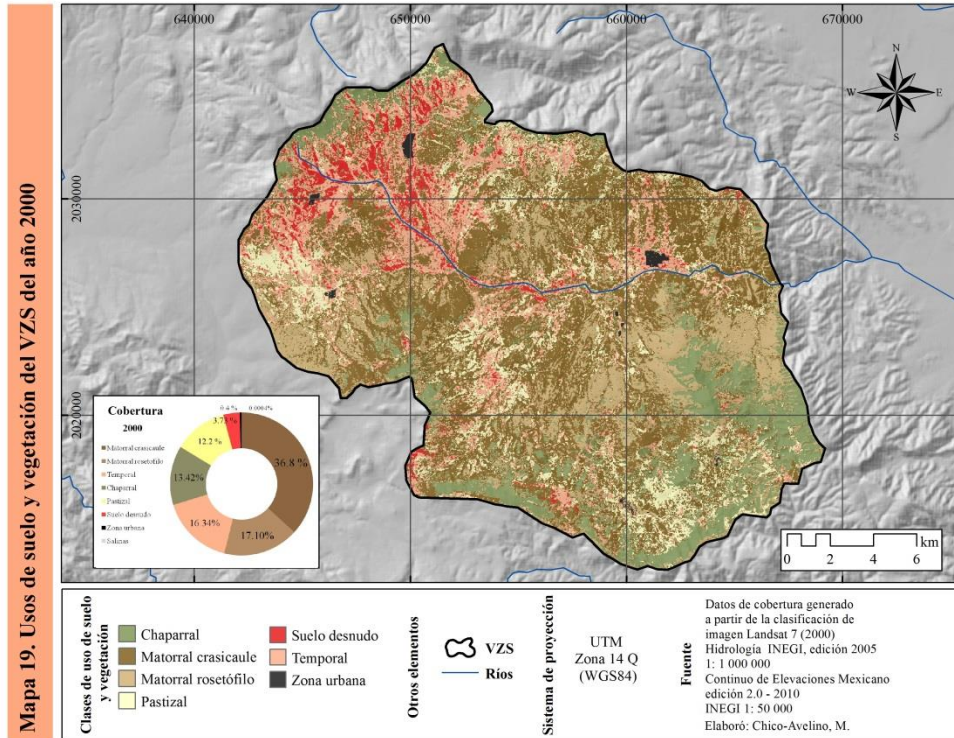 Mapa 19. Usos de suelo y vegetación del VZS del año 2000
640000
650000
660000
670000
2030000
2020000
N
W
E
S
Cobertura
2000
Matorral crasicaule
Matorral rosetófilo
Temporal
Chaparral
Pastizal
Suelo desnudo
Zona urbana
Salinas
0.4 %
0.0004%
3.73 %
12.2 %
36.8 %
13.42%
16.34%
17.10%
km
0
2
4
6
Clases de uso de suelo
y vegetación
Chaparral
Matorral crasicaule
Matorral rosetófilo
Pastizal
Suelo desnudo
Temporal
Zona urbana
Otros elementos
VZS
Ríos
Sistema de proyección
UTM
Zona 14 Q
(WGS84)
Fuente
Datos de cobertura generado
a partir de la clasificación de
imagen Landsat 7 (2000)
Hidrología INEGI, edición 2005
1: 1 000 000
Continuo de Elevaciones Mexicano
edición 2.0 - 2010
INEGI 1: 50 000
Elaboró: Chico-Avelino, M.